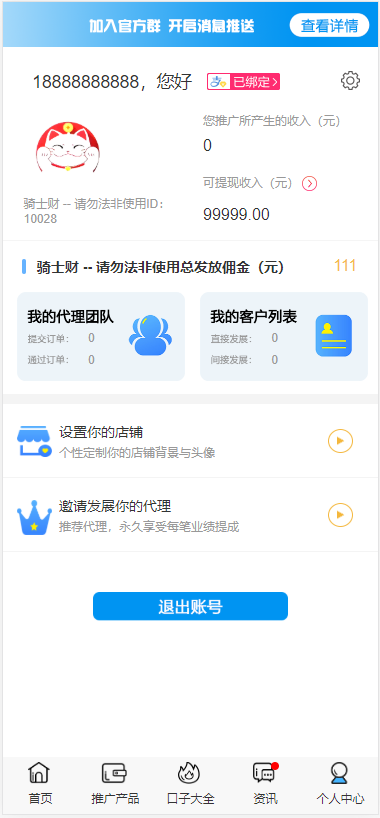 加入官方群 开启消息推送
查看详情
18888888888，您好
已绑定
您推广所产生的收入（元）
0
可提现收入（元）
99999.00
骑士财 -- 请勿法非使用ID：
10028
骑士财 -- 请勿法非使用总发放佣金（元）
111
我的代理团队
提交订单： 0
通过订单： 0
我的客户列表
直接发展： 0
间接发展： 0
设置你的店铺
个性定制你的店铺背景与头像
邀请发展你的代理
推荐代理，永久享受每笔业绩提成
退出账号
首页
推广产品
口子大全
资讯
个人中心